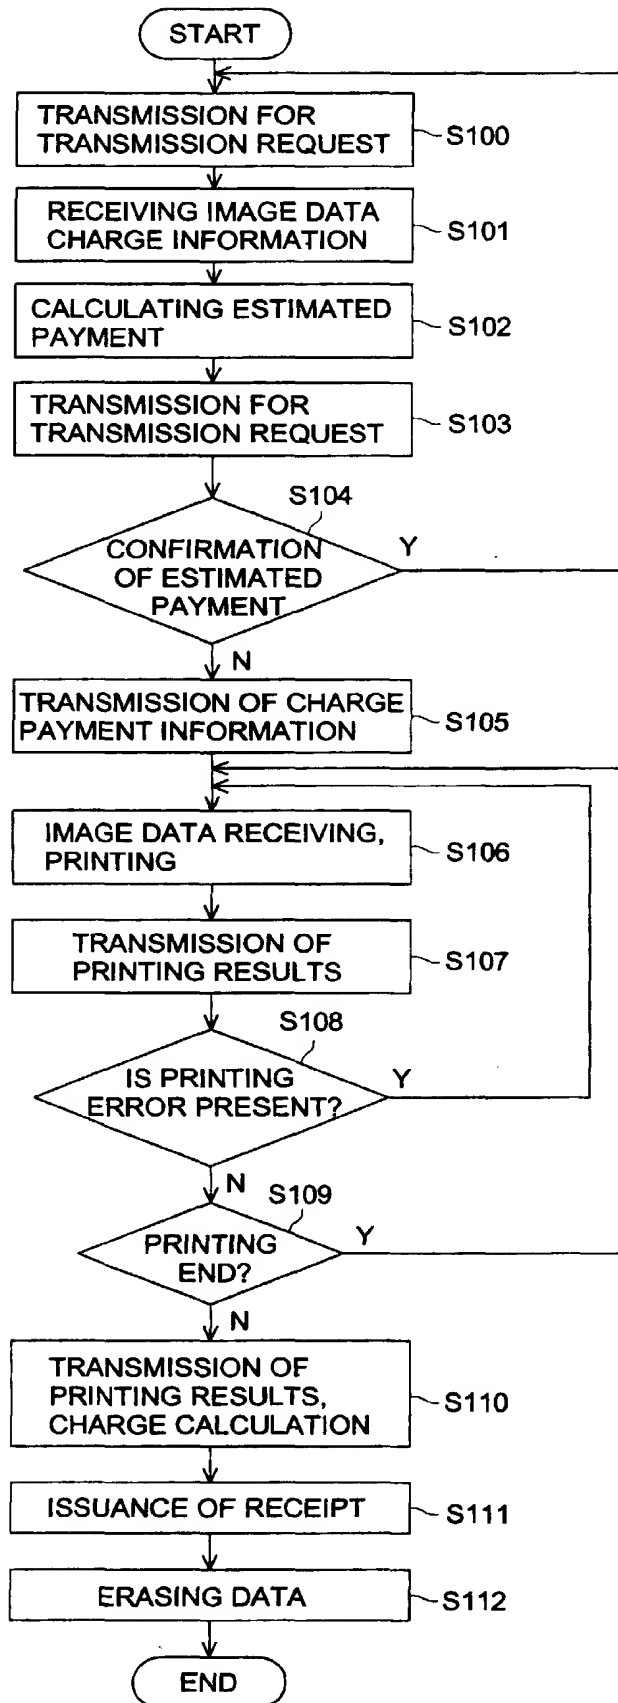 START
TRANSMISSION FOR
TRANSMISSION REQUEST
S100
RECEIVING IMAGE DATA
CHARGE INFORMATION
S101
CALCULATING ESTIMATED
PAYMENT
S102
TRANSMISSION FOR
TRANSMISSION REQUEST
S103
S104
CONFIRMATION
OF ESTIMATED
PAYMENT
Y
N
TRANSMISSION OF CHARGE
PAYMENT INFORMATION
S105
IMAGE DATA RECEIVING,
PRINTING
S106
TRANSMISSION OF
PRINTING RESULTS
S107
S108
IS PRINTING
ERROR PRESENT?
Y
N
S109
PRINTING
END?
Y
N
TRANSMISSION OF
PRINTING RESULTS,
CHARGE CALCULATION
S110
ISSUANCE OF RECEIPT
S111
ERASING DATA
S112
END